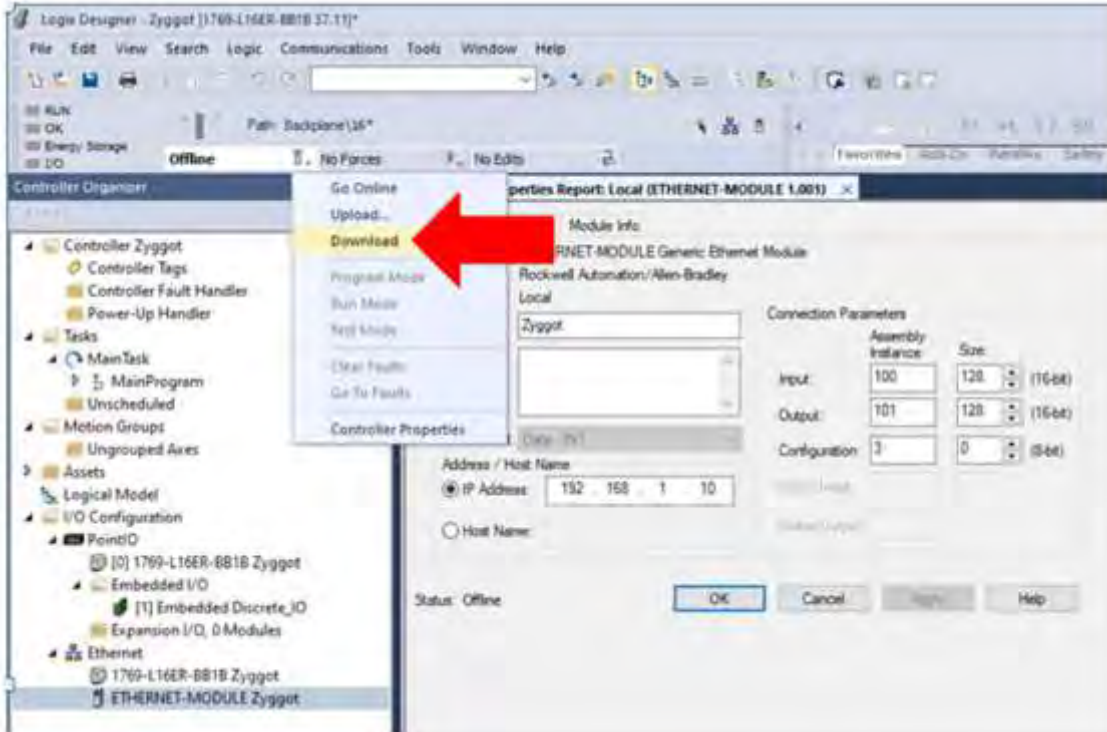 Logix Designer - Zyggot [1769-L16ER-BB1B 37.11]*
File Edit View Search Logic Communications Tools Window Help
RUN
OK
Energy Storage
I/O
Path: Backplane\16*
Offline
No Forces
No Edits
Favorites Add-On Safety
Controller Organizer
Go Online
Upload...
Download
Program Mode
Run Mode
Test Mode
Clear Faults
Go To Faults
Controller Properties
Controller Zyggot
Controller Tags
Controller Fault Handler
Power-Up Handler
Tasks
MainTask
MainProgram
Unscheduled
Motion Groups
Ungrouped Axes
Assets
Logical Model
I/O Configuration
PointIO
[0] 1769-L16ER-BB1B Zyggot
Embedded I/O
[1] Embedded Discrete_IO
Expansion I/O, 0 Modules
Ethernet
1769-L16ER-BB1B Zyggot
ETHERNET-MODULE Zyggot
perties Report: Local (ETHERNET-MODULE 1.001)
Module Info
RNET-MODULE Generic Ethernet Module
Rockwell Automation/Allen-Bradley
Local
Zyggot
Address / Host Name
IP Address: 192 . 168 . 1 . 10
Host Name:
Connection Parameters
Assembly
Instance: Size:
Input: 100 128 (16-bit)
Output: 101 128 (16-bit)
Configuration: 3 0 (8-bit)
Status: Offline
OK Cancel Apply Help